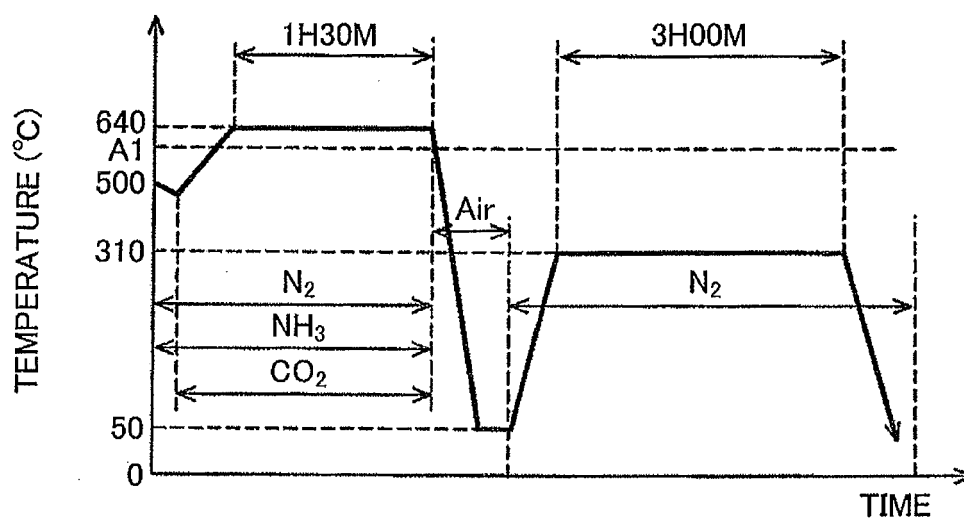 1H30M
3H00M
TEMPERATURE (℃)
640
A1
500
Air
310
N₂
N₂
NH₃
CO₂
50
0
TIME